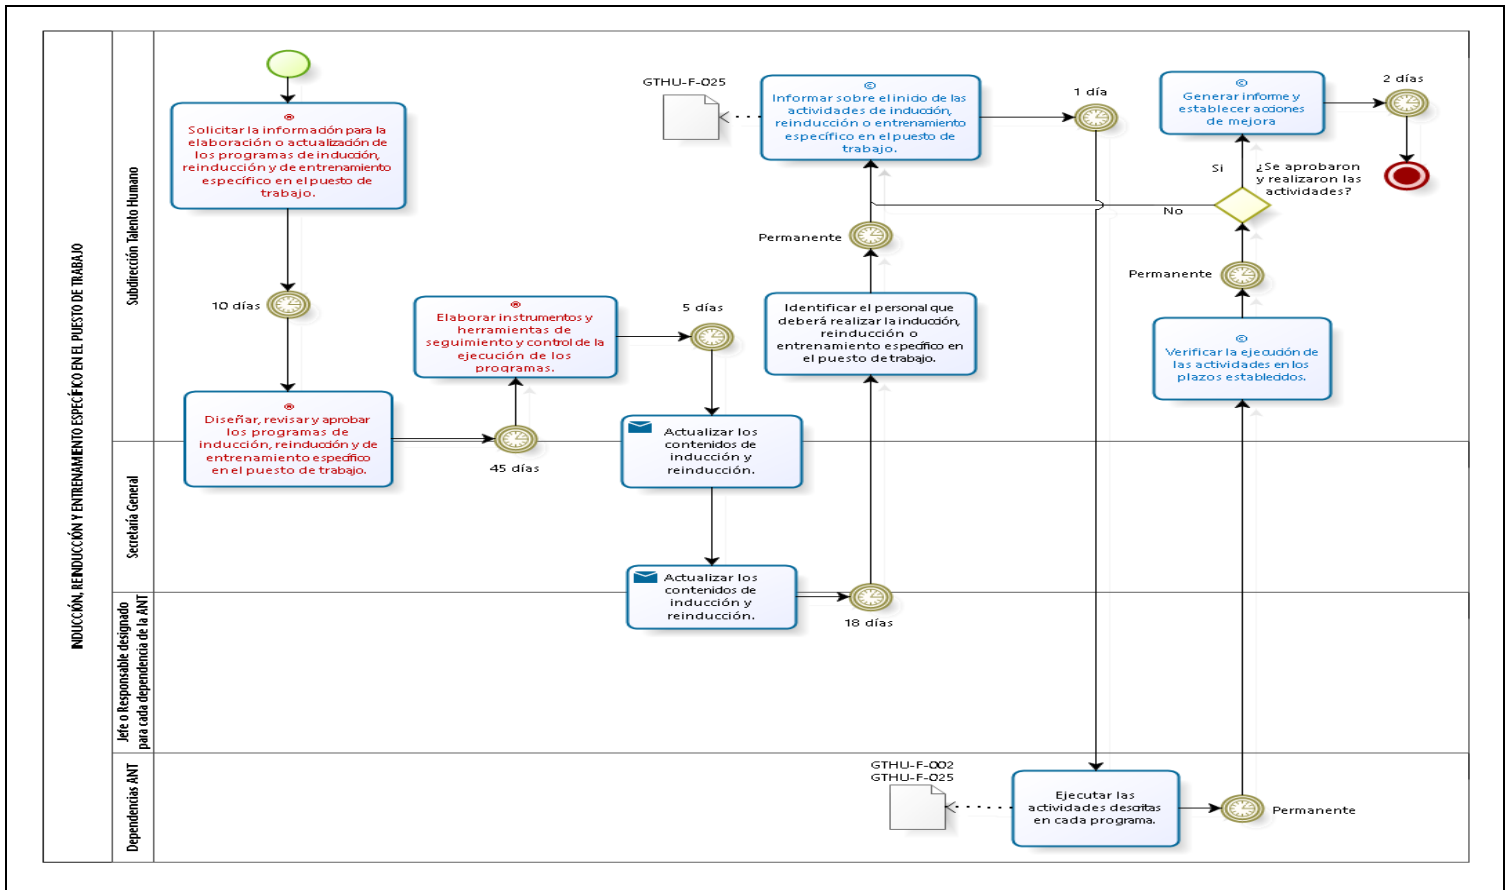 INDUCCIÓN, REINDUCCIÓN Y ENTRENAMIENTO ESPECÍFICO EN EL PUESTO DE TRABAJO
Subdirección Talento Humano
Solicitar la información para la
elaboración o actualización de
los programas de inducción,
reinducción y de entrenamiento
específico en el puesto de
trabajo.
10 días
Diseñar, revisar y aprobar
los programas de
inducción, reinducción y de
entrenamiento específico
en el puesto de trabajo.
45 días
Elaborar instrumentos y
herramientas de
seguimiento y control de la
ejecución de los
programas.
5 días
Actualizar los
contenidos de
inducción y
reinducción.
Secretaría General
Actualizar los
contenidos de
inducción y
reinducción.
18 días
Jefe o Responsable designado
para cada dependencia de la ANT
Identificar el personal que
deberá realizar la inducción,
reinducción o
entrenamiento específico en
el puesto de trabajo.
Permanente
GTHU-F-025
Informar sobre el inicio de las
actividades de inducción,
reinducción o entrenamiento
específico en el puesto de
trabajo.
1 día
Dependencias ANT
GTHU-F-002
GTHU-F-025
Ejecutar las
actividades descritas
en cada programa.
Permanente
Verificar la ejecución de
las actividades en los
plazos establecidos.
Permanente
¿Se aprobaron
y realizaron las
actividades?
No
Si
Generar informe y
establecer acciones
de mejora
2 días